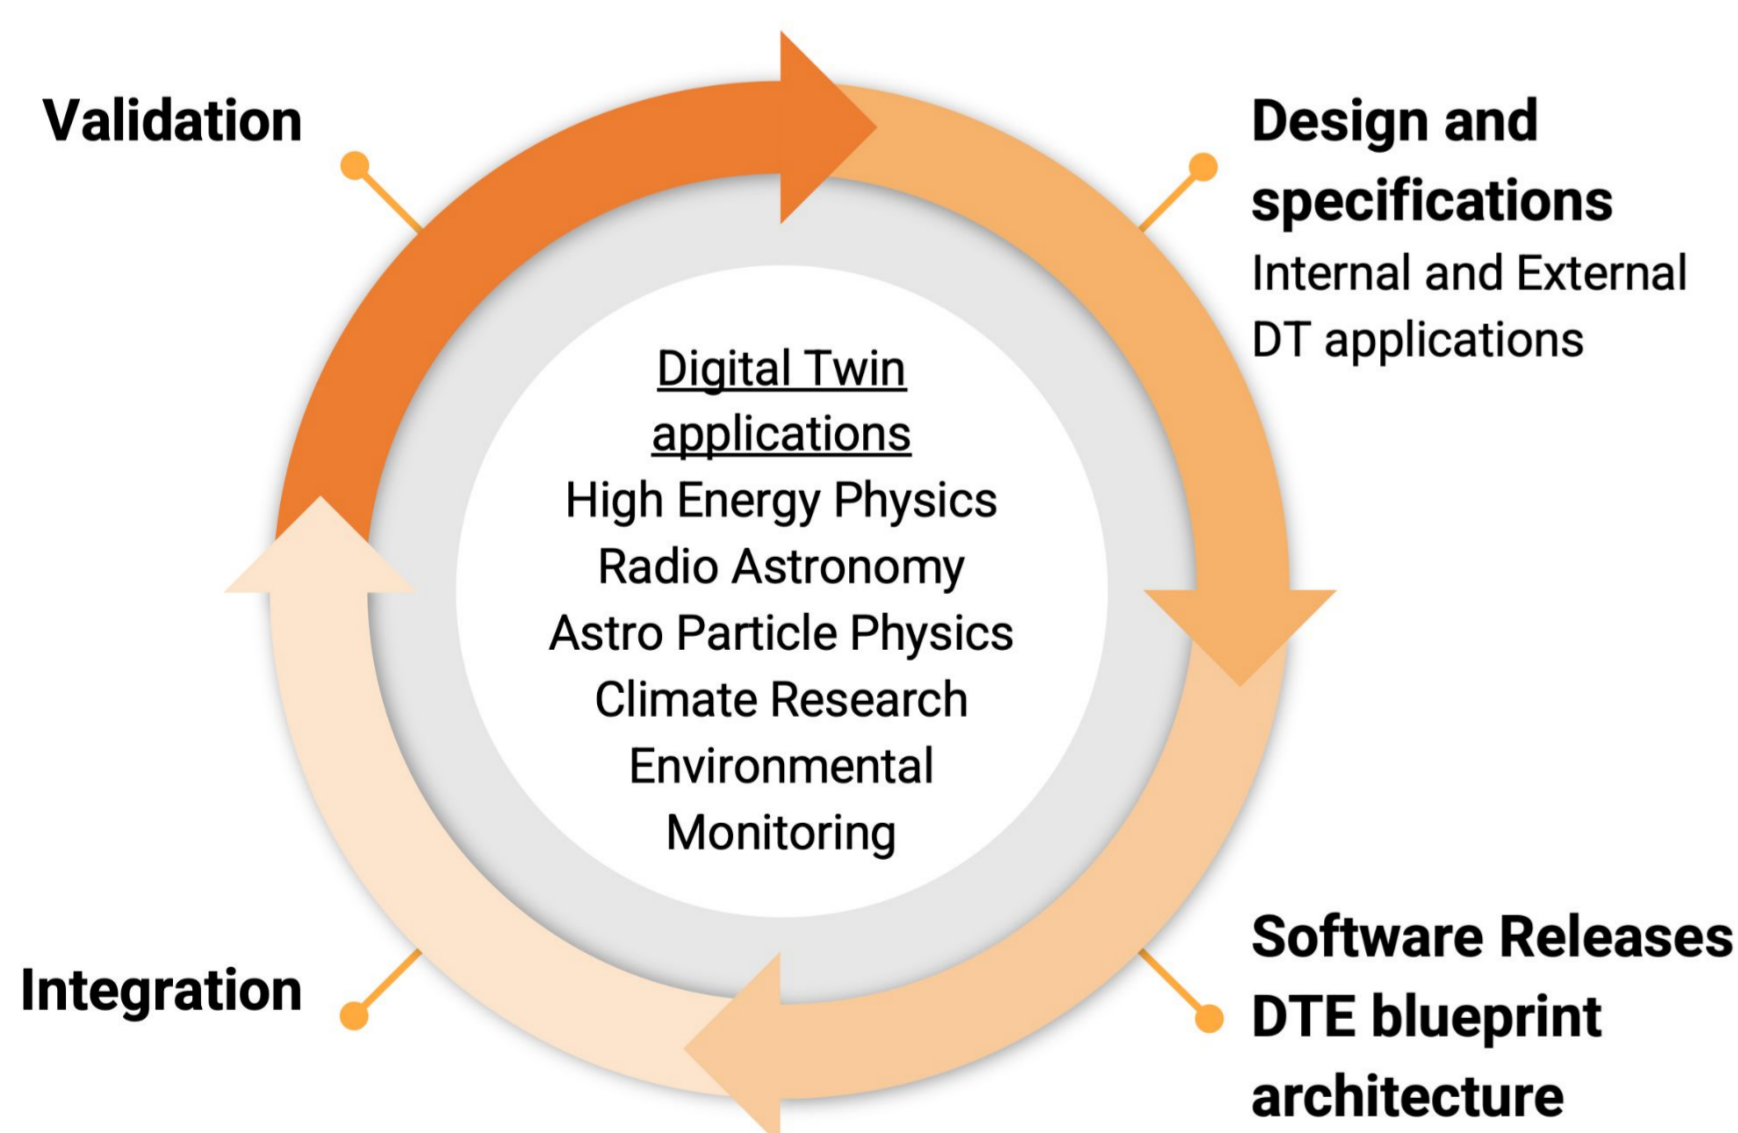 Validation
Design and
specifications
Internal and External
DT applications
Digital Twin
applications
High Energy Physics
Radio Astronomy
Astro Particle Physics
Climate Research
Environmental
Monitoring
Integration
Software Releases
DTE blueprint
architecture